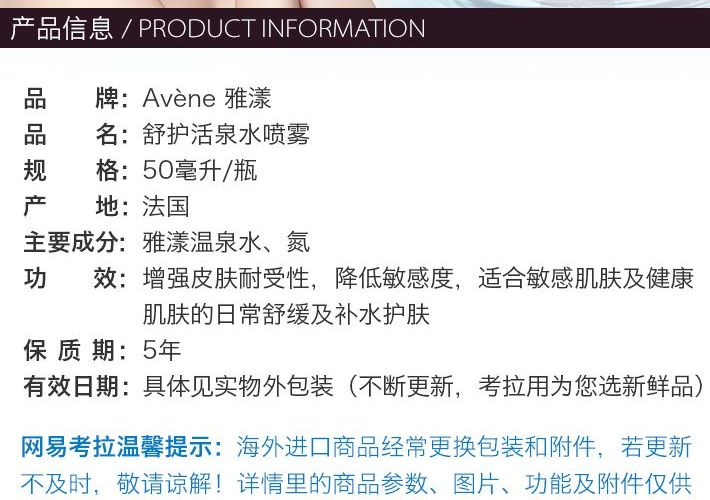 产品信息 / PRODUCT INFORMATION
品 牌：Avène 雅漾
品 名：舒护活泉水喷雾
规 格：50毫升/瓶
产 地：法国
主要成分：雅漾温泉水、氮
功 效：增强皮肤耐受性，降低敏感度，适合敏感肌肤及健康
肌肤的日常舒缓及补水护肤
保 质 期：5年
有效日期：具体见实物外包装（不断更新，考拉用为您选新鲜品）
网易考拉温馨提示：海外进口商品经常更换包装和附件，若更新
不及时，敬请谅解！详情里的商品参数、图片、功能及附件仅供